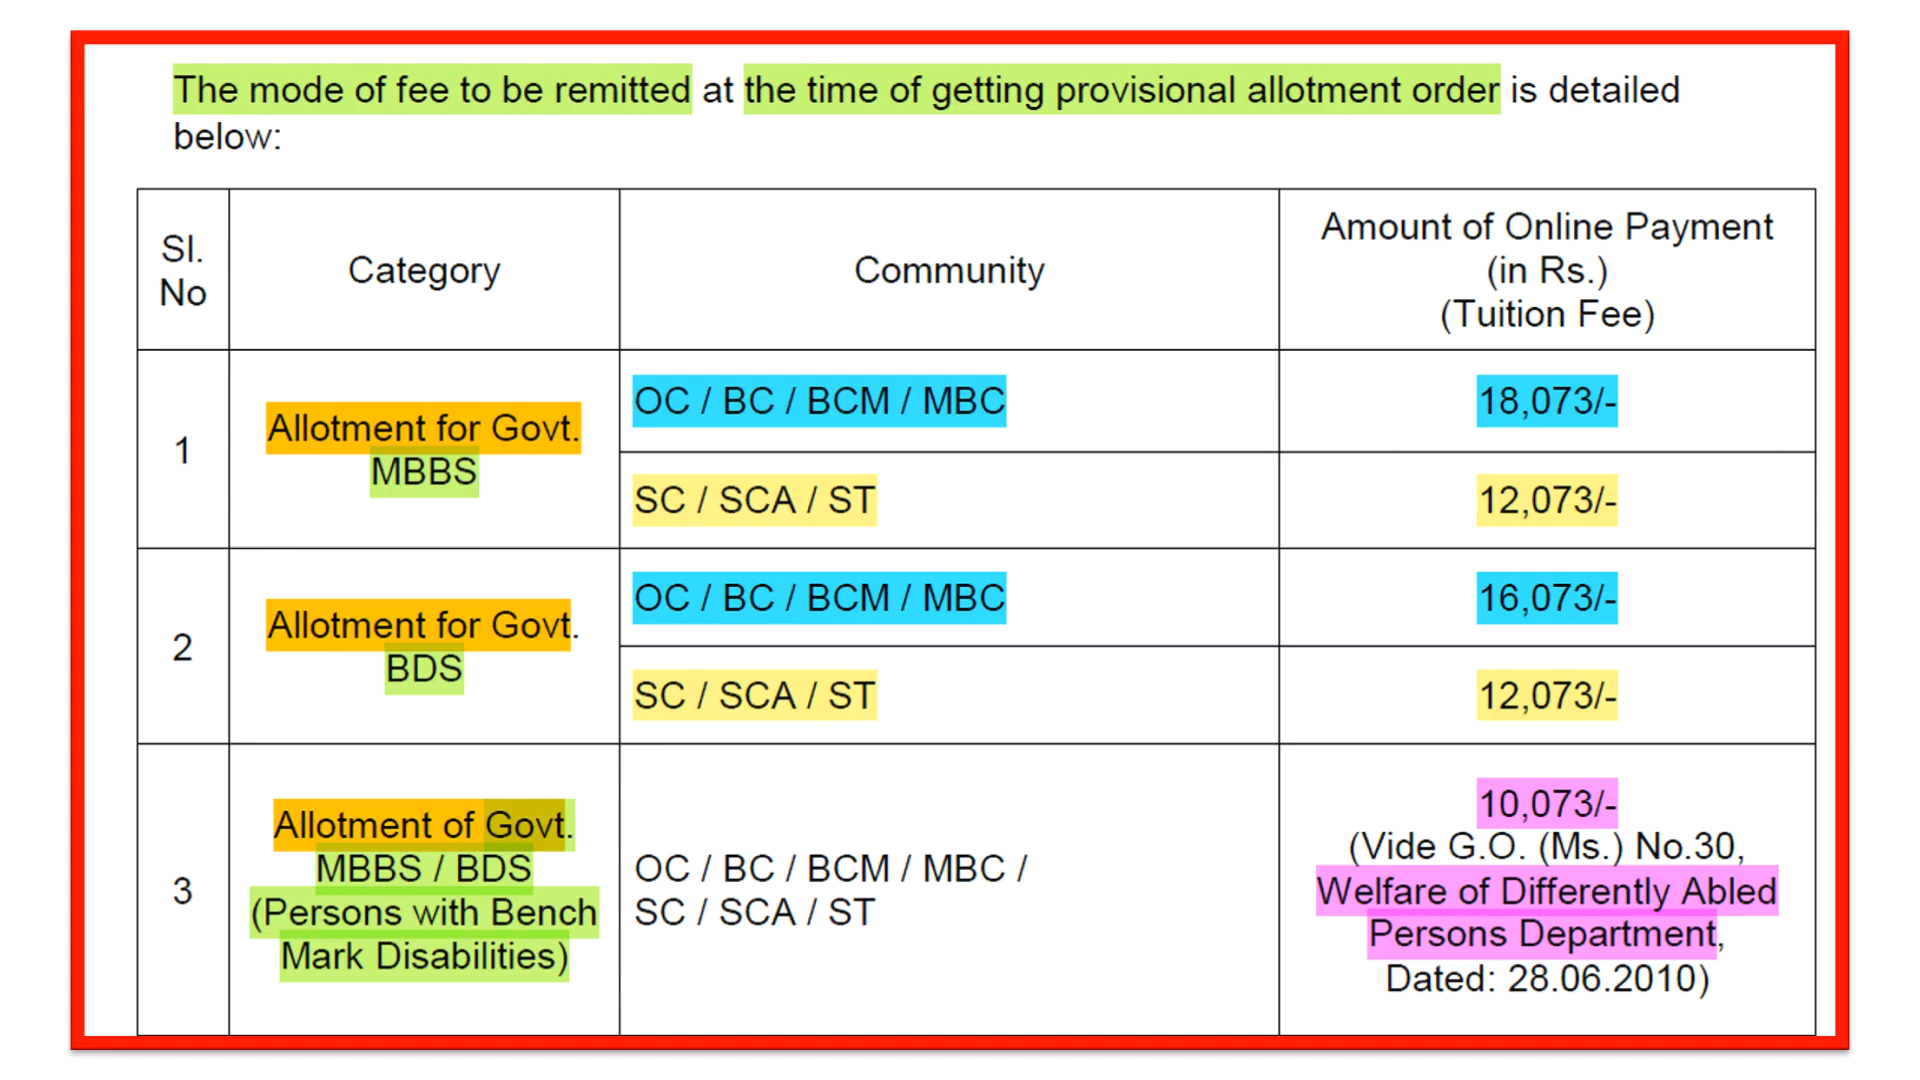 The mode of fee to be remitted at the time of getting provisional allotment order is detailed
below:
Sl.
No
Category
Community
Amount of Online Payment
(in Rs.)
(Tuition Fee)
1
Allotment for Govt.
MBBS
OC / BC / BCM / MBC
18,073/-
SC / SCA / ST
12,073/-
2
Allotment for Govt.
BDS
OC / BC / BCM / MBC
16,073/-
SC / SCA / ST
12,073/-
3
Allotment of Govt.
MBBS / BDS
(Persons with Bench
Mark Disabilities)
OC / BC / BCM / MBC /
SC / SCA / ST
10,073/-
(Vide G.O. (Ms.) No.30,
Welfare of Differently Abled
Persons Department,
Dated: 28.06.2010)